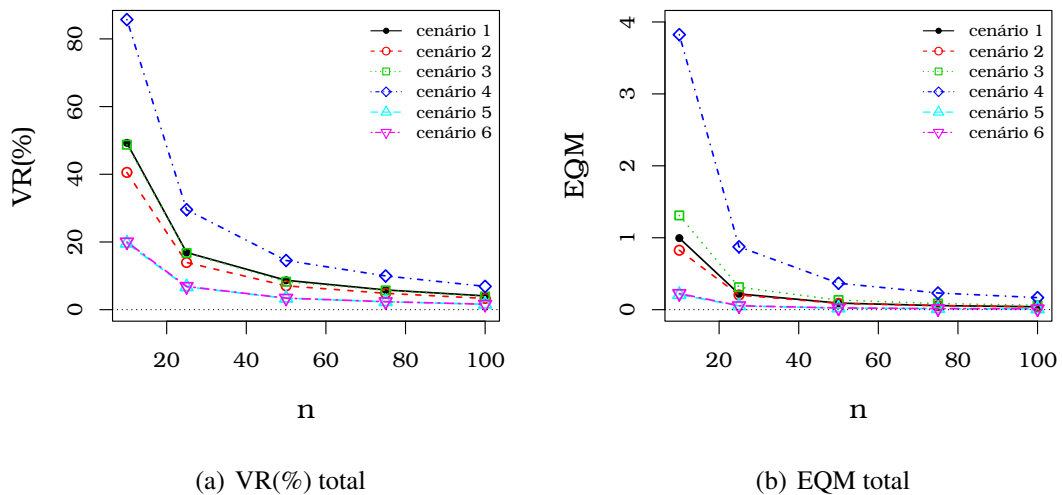 VR(%)
0 20 40 60 80
20 40 60 80 100
n
cenário 1
cenário 2
cenário 3
cenário 4
cenário 5
cenário 6
(a) VR(%) total
EQM
0 1 2 3 4
20 40 60 80 100
n
cenário 1
cenário 2
cenário 3
cenário 4
cenário 5
cenário 6
(b) EQM total